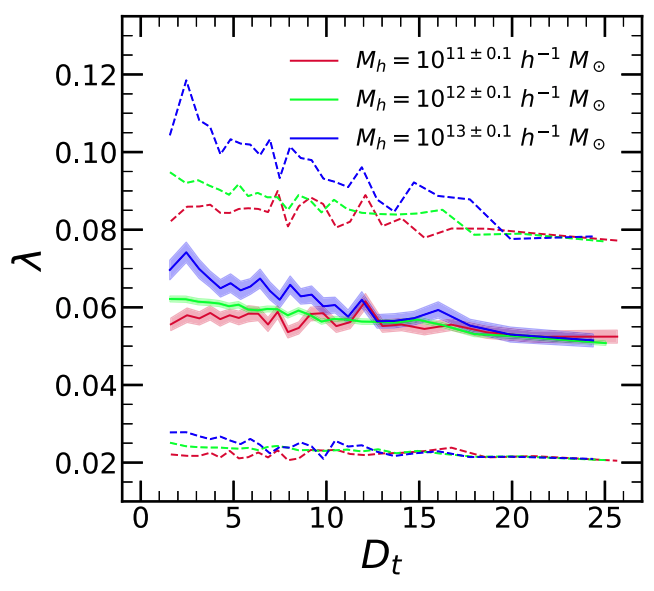 M_h = 10^{11±0.1} h^{−1} M_⊙
M_h = 10^{12±0.1} h^{−1} M_⊙
M_h = 10^{13±0.1} h^{−1} M_⊙
0.12
0.10
0.08
0.06
0.04
0.02
λ
0 5 10 15 20 25
D_t